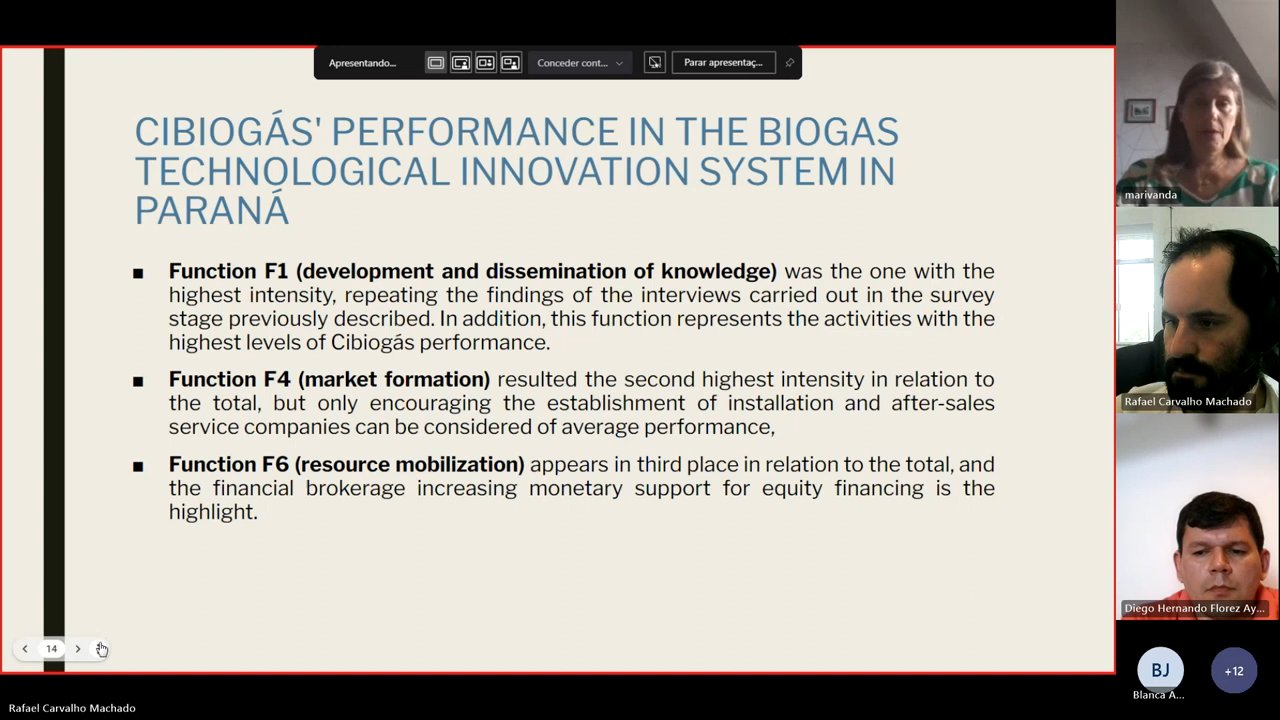 Apresentando...
Conceder cont...
Parar apresentaç...
CIBIOGÁS' PERFORMANCE IN THE BIOGAS
TECHNOLOGICAL INNOVATION SYSTEM IN
PARANÁ
Function F1 (development and dissemination of knowledge) was the one with the
highest intensity, repeating the findings of the interviews carried out in the survey
stage previously described. In addition, this function represents the activities with the
highest levels of Cibiogás performance.
Function F4 (market formation) resulted the second highest intensity in relation to
the total, but only encouraging the establishment of installation and after-sales
service companies can be considered of average performance,
Function F6 (resource mobilization) appears in third place in relation to the total, and
the financial brokerage increasing monetary support for equity financing is the
highlight.
14
marivanda
Rafael Carvalho Machado
Diego Hernando Florez Ay...
BJ
+12
Blanca A...
Rafael Carvalho Machado